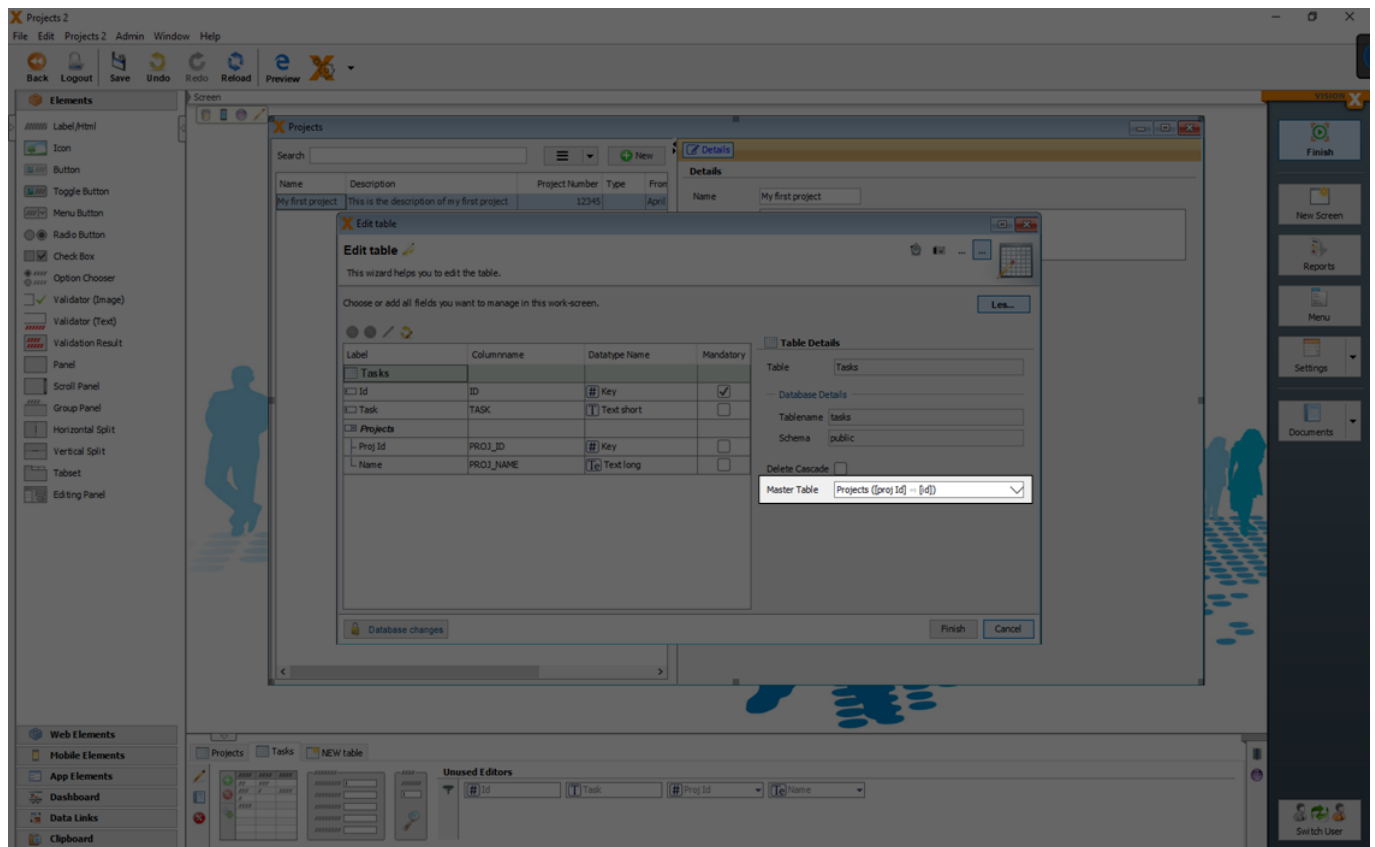 Projects 2
File Edit Projects 2 Admin Window Help
Back Logout Save Undo Redo Reload Preview
Elements
Label/Html
Icon
Button
Toggle Button
Menu Button
Radio Button
Check Box
Option Chooser
Validator (Image)
Validator (Text)
Validation Result
Panel
Scroll Panel
Group Panel
Horizontal Split
Vertical Split
Tabset
Editing Panel
Web Elements
Mobile Elements
App Elements
Dashboard
Data Links
Clipboard
Screen
Projects
Search
New
Name Description Project Number Type From
My first project This is the description of my first project 12345 April
Details
Details
Name My first project
Edit table
Edit table
This wizard helps you to edit the table.
Choose or add all fields you want to manage in this work-screen.
Les...
Label Columnname Datatype Name Mandatory
Tasks
Id ID # Key
Task TASK T Text short
Projects
Proj Id PROJ_ID # Key
Name PROJ_NAME Te Text long
Table Details
Table Tasks
Database Details
Tablename tasks
Schema public
Delete Cascade
Master Table Projects ([proj Id] → [id])
Database changes
Finish Cancel
Projects Tasks NEW table
Unused Editors
# Id T Task # Proj Id Te Name
VISION X
Finish
New Screen
Reports
Menu
Settings
Documents
Switch User